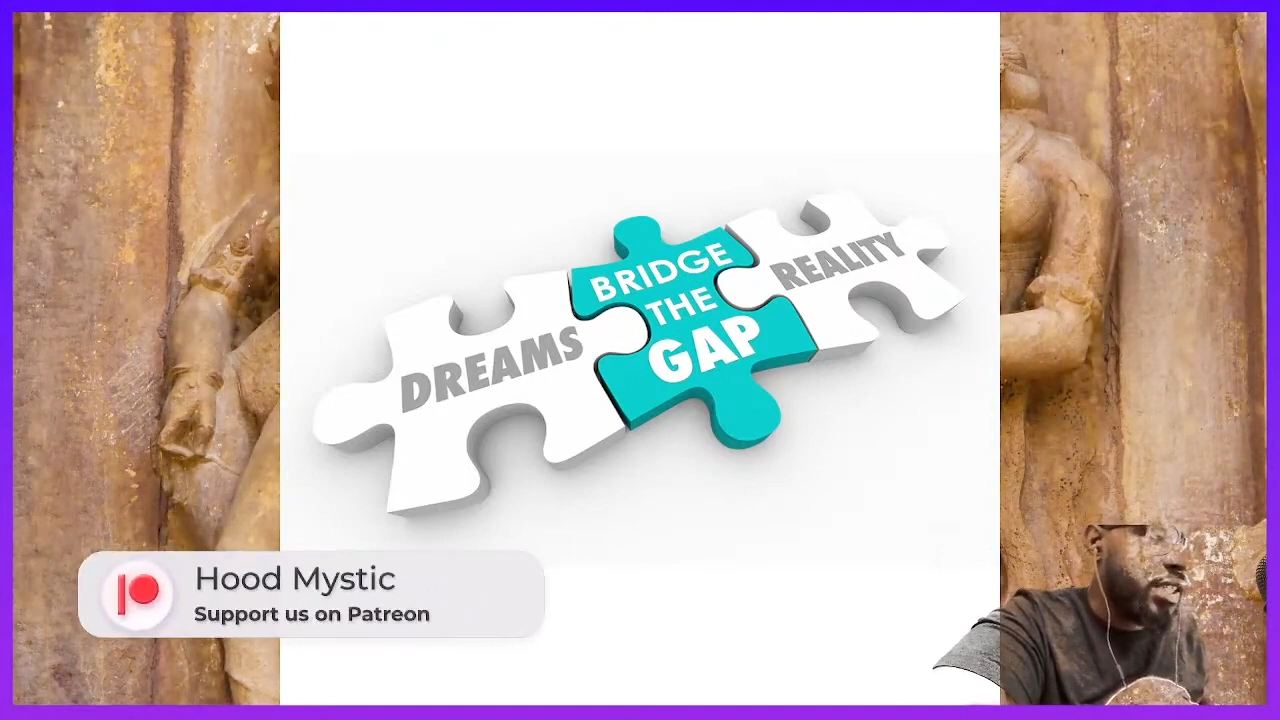 DREAMS
BRIDGE
THE
GAP
REALITY
Hood Mystic
Support us on Patreon